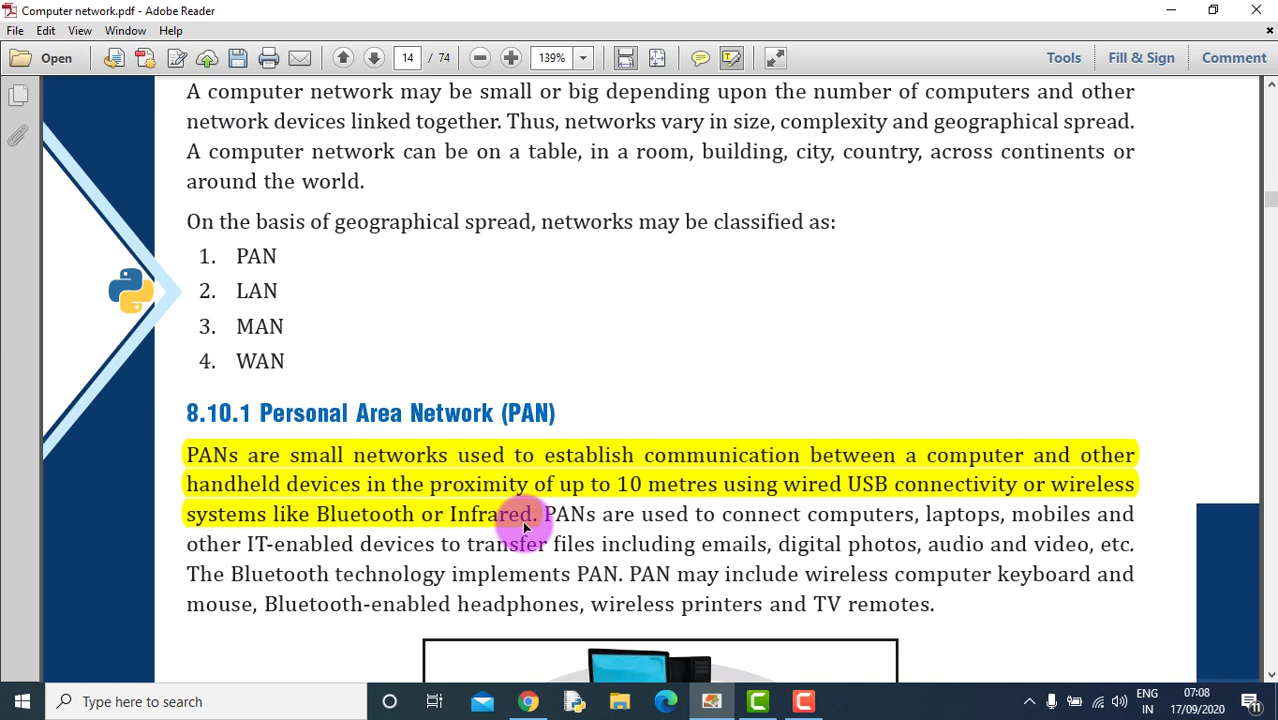 Computer network.pdf - Adobe Reader
File Edit View Window Help
Open 14 / 74 139% Tools Fill & Sign Comment
A computer network may be small or big depending upon the number of computers and other
network devices linked together. Thus, networks vary in size, complexity and geographical spread.
A computer network can be on a table, in a room, building, city, country, across continents or
around the world.
On the basis of geographical spread, networks may be classified as:
1. PAN
2. LAN
3. MAN
4. WAN
8.10.1 Personal Area Network (PAN)
PANs are small networks used to establish communication between a computer and other
handheld devices in the proximity of up to 10 metres using wired USB connectivity or wireless
systems like Bluetooth or Infrared. PANs are used to connect computers, laptops, mobiles and
other IT-enabled devices to transfer files including emails, digital photos, audio and video, etc.
The Bluetooth technology implements PAN. PAN may include wireless computer keyboard and
mouse, Bluetooth-enabled headphones, wireless printers and TV remotes.
Type here to search
ENG
IN
07:08
17/09/2020
11